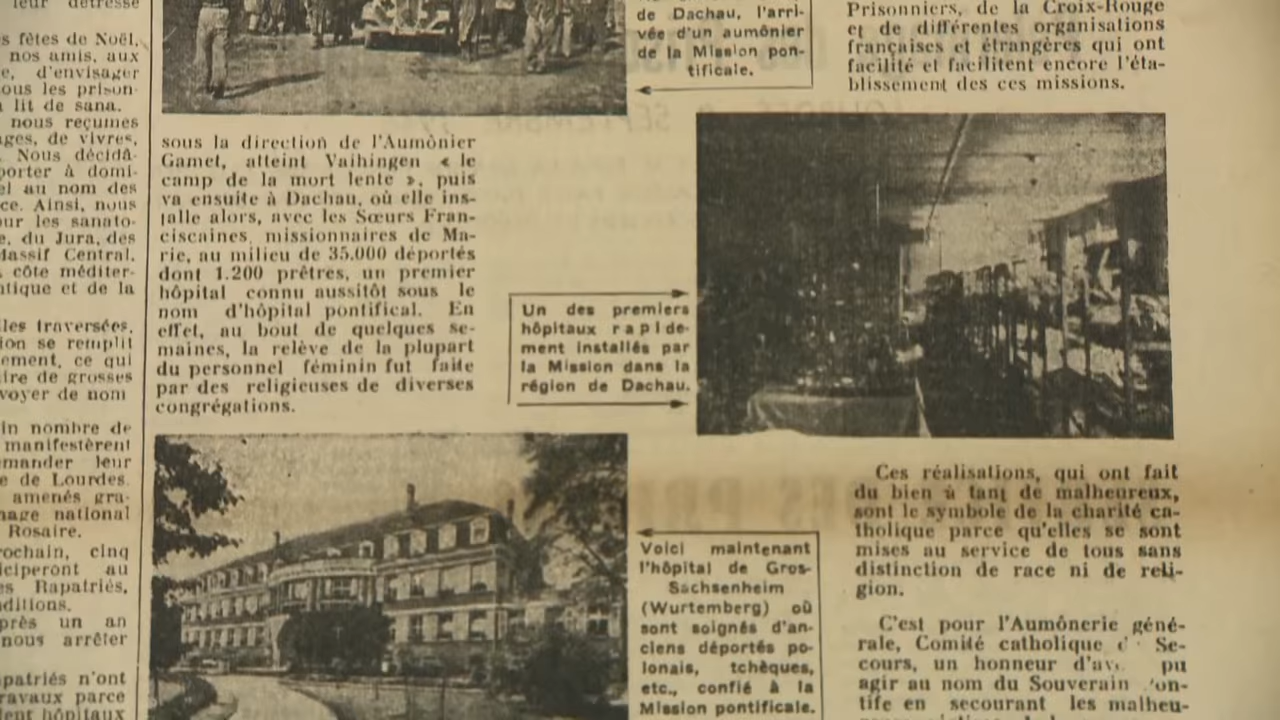 leur détresse
s fêtes de Noël,
nos amis, aux
e, d'envisager
ous les prison-
lit de sana.
nous reçumes
ages, de vivres,
Nous décidâ-
porter à domi-
el au nom des
ce. Ainsi, nous
our les sanato-
e, du Jura, des
Massif Central,
côte méditer-
ntique et de la
les traversées,
ion se remplit
ement, ce qui
ire de grosses
voyer de nom
in nombre de
manifestèrent
mander leur
e de Lourdes.
amenés gra-
nage national
Rosaire.
rochain, cinq
iciperont au
es Rapatriés,
ditions.
près un an
nous arrêter
patriés n'ont
ravaux parce
hôpitaux
de Dachau, l'arri-
vée d'un aumônier
de la Mission pon-
tificale.
sous la direction de l'Aumônier
Gamet, atteint Vaihingen « le
camp de la mort lente », puis
va ensuite à Dachau, où elle ins-
talle alors, avec les Sœurs Fran-
ciscaines missionnaires de Ma-
rie, au milieu de 35.000 déportés
dont 1.200 prêtres, un premier
hôpital connu aussitôt sous le
nom d'hôpital pontifical. En
effet, au bout de quelques se-
maines, la relève de la plupart
du personnel féminin fut faite
par des religieuses de diverses
congrégations.
Un des premiers
hôpitaux rapide-
ment installés par
la Mission dans la
région de Dachau.
Voici maintenant
l'hôpital de Gros-
Sachsenheim
(Wurtemberg) où
sont soignés d'an-
ciens déportés po-
lonais, tchèques,
etc., confié à la
Mission pontificale.
Prisonniers, de la Croix-Rouge
et de différentes organisations
françaises et étrangères qui ont
facilité et facilitent encore l'éta-
blissement des ces missions.
Ces réalisations, qui ont fait
du bien à tant de malheureux,
sont le symbole de la charité ca-
tholique parce qu'elles se sont
mises au service de tous sans
distinction de race ni de reli-
gion.
C'est pour l'Aumônerie géné-
rale, Comité catholique Se-
cours, un honneur d'av pu
agir au nom du Souverain on-
tife en secourant les malheu-